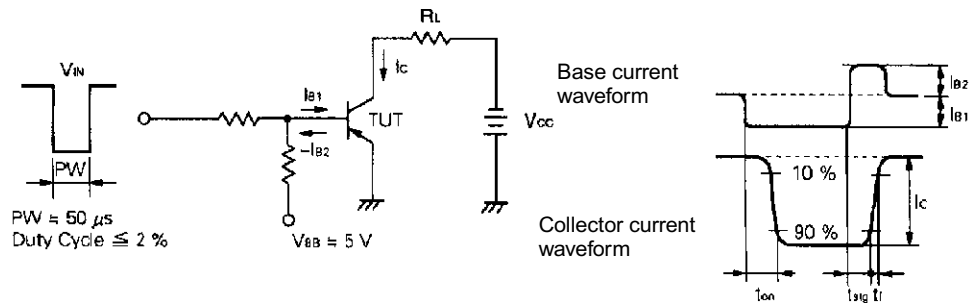 VIN
PW
PW ≒ 50 μs
Duty Cycle ≦ 2 %
IB1
−IB2
VBB ≒ 5 V
RL
IC
TUT
VCC
Base current
waveform
IB2
IB1
10 %
90 %
IC
Collector current
waveform
ton
tstg tf